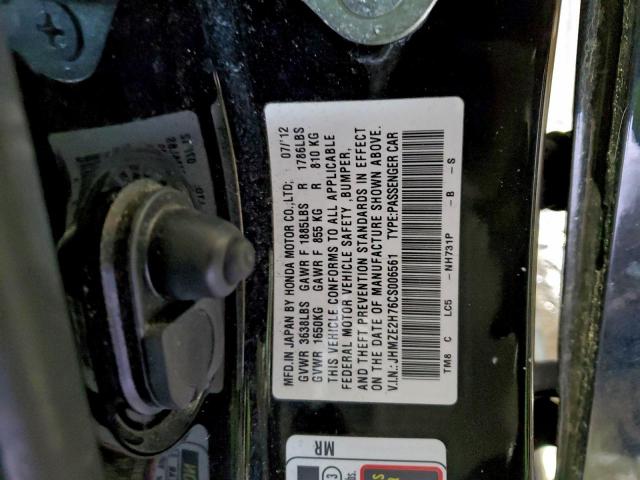 MFD.IN JAPAN BY HONDA MOTOR CO.,LTD. 07/'12
GVWR 3638LBS GAWR F 1885LBS R 1786LBS
GVWR 1650KG GAWR F 855 KG R 810 KG
THIS VEHICLE CONFORMS TO ALL APPLICABLE
FEDERAL MOTOR VEHICLE SAFETY ,BUMPER,
AND THEFT PREVENTION STANDARDS IN EFFECT
ON THE DATE OF MANUFACTURE SHOWN ABOVE.
V.I.N.:JHMZE2H76CS006561 TYPE:PASSENGER CAR
TM8 C LC5 -NH731P -B -S
MR
3